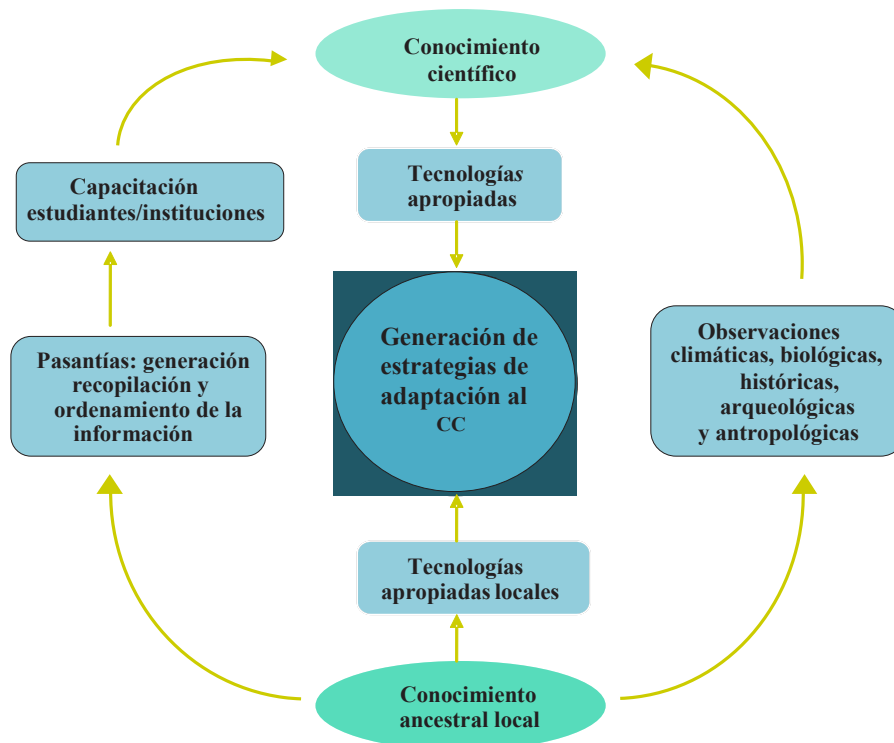 Conocimiento
científico
Tecnologías
apropiadas
Capacitación
estudiantes/instituciones
Generación de
estrategias de
adaptación al
CC
Pasantías: generación
recopilación y
ordenamiento de la
información
Observaciones
climáticas, biológicas,
históricas,
arqueológicas
y antropológicas
Tecnologías
apropiadas locales
Conocimiento
ancestral local